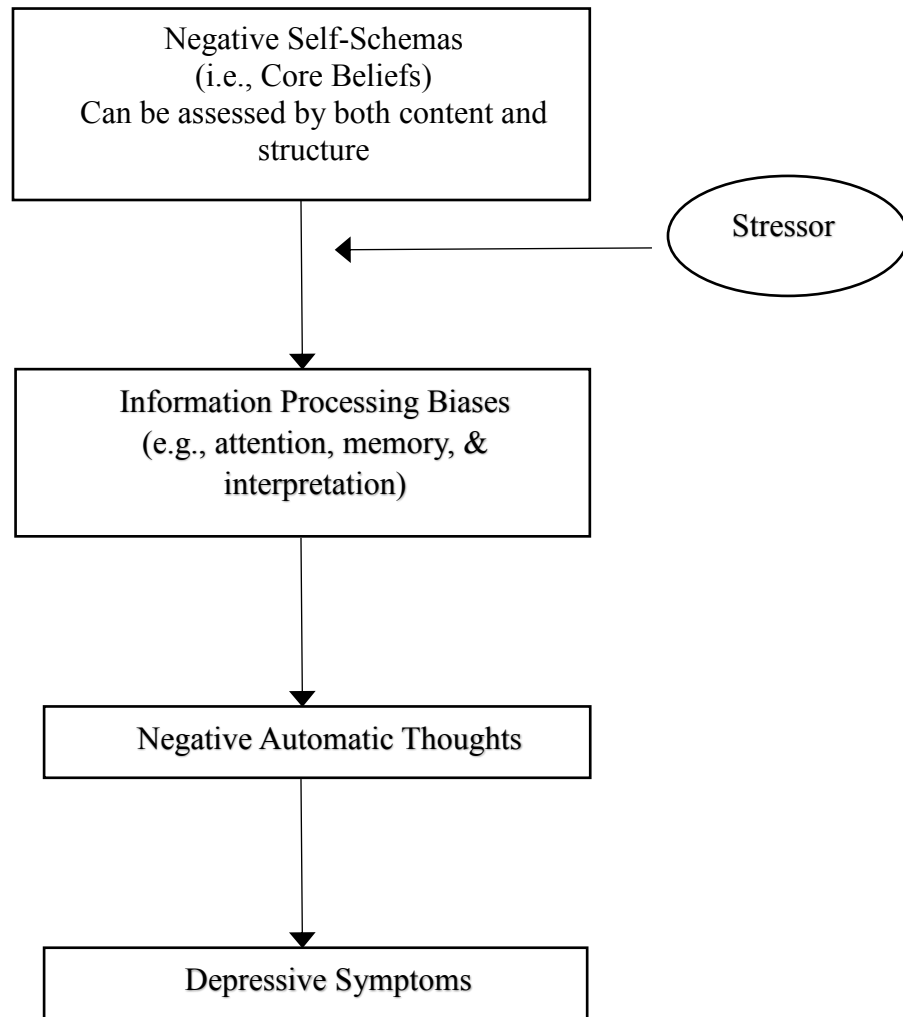 Negative Self-Schemas
(i.e., Core Beliefs)
Can be assessed by both content and
structure
Stressor
Information Processing Biases
(e.g., attention, memory, &
interpretation)
Negative Automatic Thoughts
Depressive Symptoms